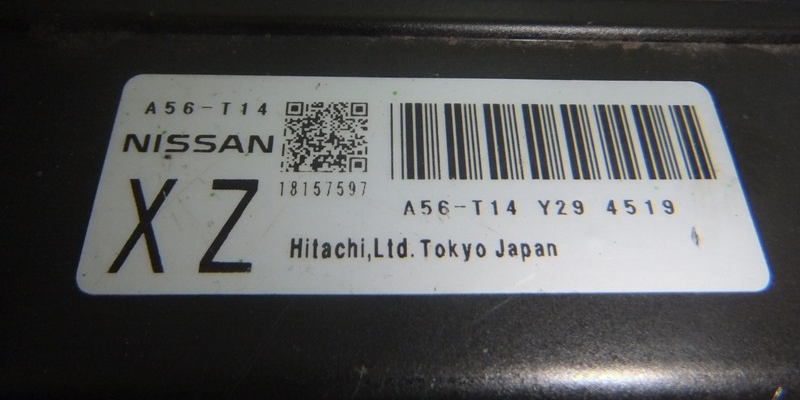 A56-T14
NISSAN
XZ
18157597
A56-T14 Y29 4519
Hitachi,Ltd.Tokyo Japan